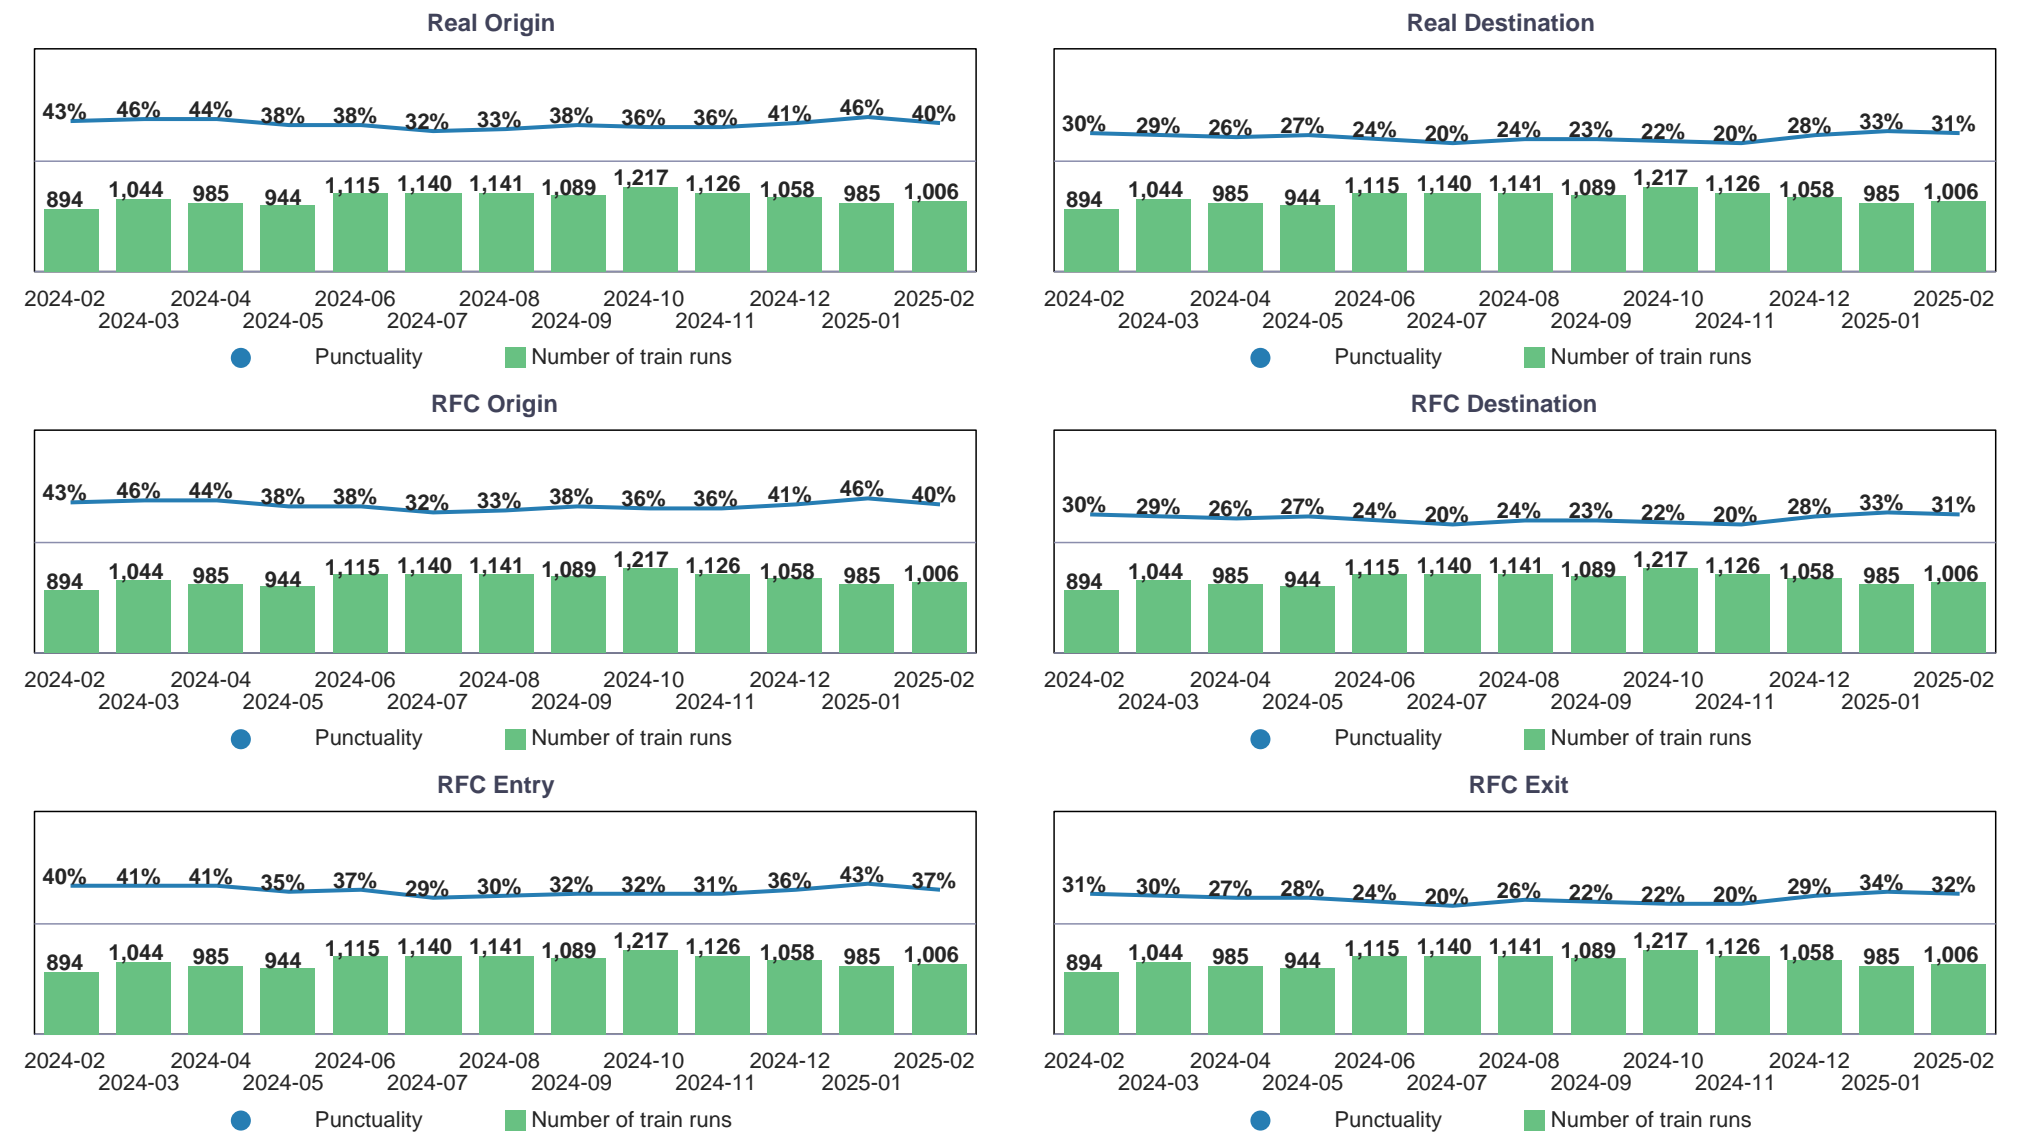 Real Origin
43% 46% 44% 38% 38% 32% 33% 38% 36% 36% 41% 46% 40%
894 1,044 985 944 1,115 1,140 1,141 1,089 1,217 1,126 1,058 985 1,006
2024-02 2024-04 2024-06 2024-08 2024-10 2024-12 2025-02
2024-03 2024-05 2024-07 2024-09 2024-11 2025-01
Punctuality Number of train runs
Real Destination
30% 29% 26% 27% 24% 20% 24% 23% 22% 20% 28% 33% 31%
894 1,044 985 944 1,115 1,140 1,141 1,089 1,217 1,126 1,058 985 1,006
2024-02 2024-04 2024-06 2024-08 2024-10 2024-12 2025-02
2024-03 2024-05 2024-07 2024-09 2024-11 2025-01
Punctuality Number of train runs
RFC Origin
43% 46% 44% 38% 38% 32% 33% 38% 36% 36% 41% 46% 40%
894 1,044 985 944 1,115 1,140 1,141 1,089 1,217 1,126 1,058 985 1,006
2024-02 2024-04 2024-06 2024-08 2024-10 2024-12 2025-02
2024-03 2024-05 2024-07 2024-09 2024-11 2025-01
Punctuality Number of train runs
RFC Destination
30% 29% 26% 27% 24% 20% 24% 23% 22% 20% 28% 33% 31%
894 1,044 985 944 1,115 1,140 1,141 1,089 1,217 1,126 1,058 985 1,006
2024-02 2024-04 2024-06 2024-08 2024-10 2024-12 2025-02
2024-03 2024-05 2024-07 2024-09 2024-11 2025-01
Punctuality Number of train runs
RFC Entry
40% 41% 41% 35% 37% 29% 30% 32% 32% 31% 36% 43% 37%
894 1,044 985 944 1,115 1,140 1,141 1,089 1,217 1,126 1,058 985 1,006
2024-02 2024-04 2024-06 2024-08 2024-10 2024-12 2025-02
2024-03 2024-05 2024-07 2024-09 2024-11 2025-01
Punctuality Number of train runs
RFC Exit
31% 30% 27% 28% 24% 20% 26% 22% 22% 20% 29% 34% 32%
894 1,044 985 944 1,115 1,140 1,141 1,089 1,217 1,126 1,058 985 1,006
2024-02 2024-04 2024-06 2024-08 2024-10 2024-12 2025-02
2024-03 2024-05 2024-07 2024-09 2024-11 2025-01
Punctuality Number of train runs